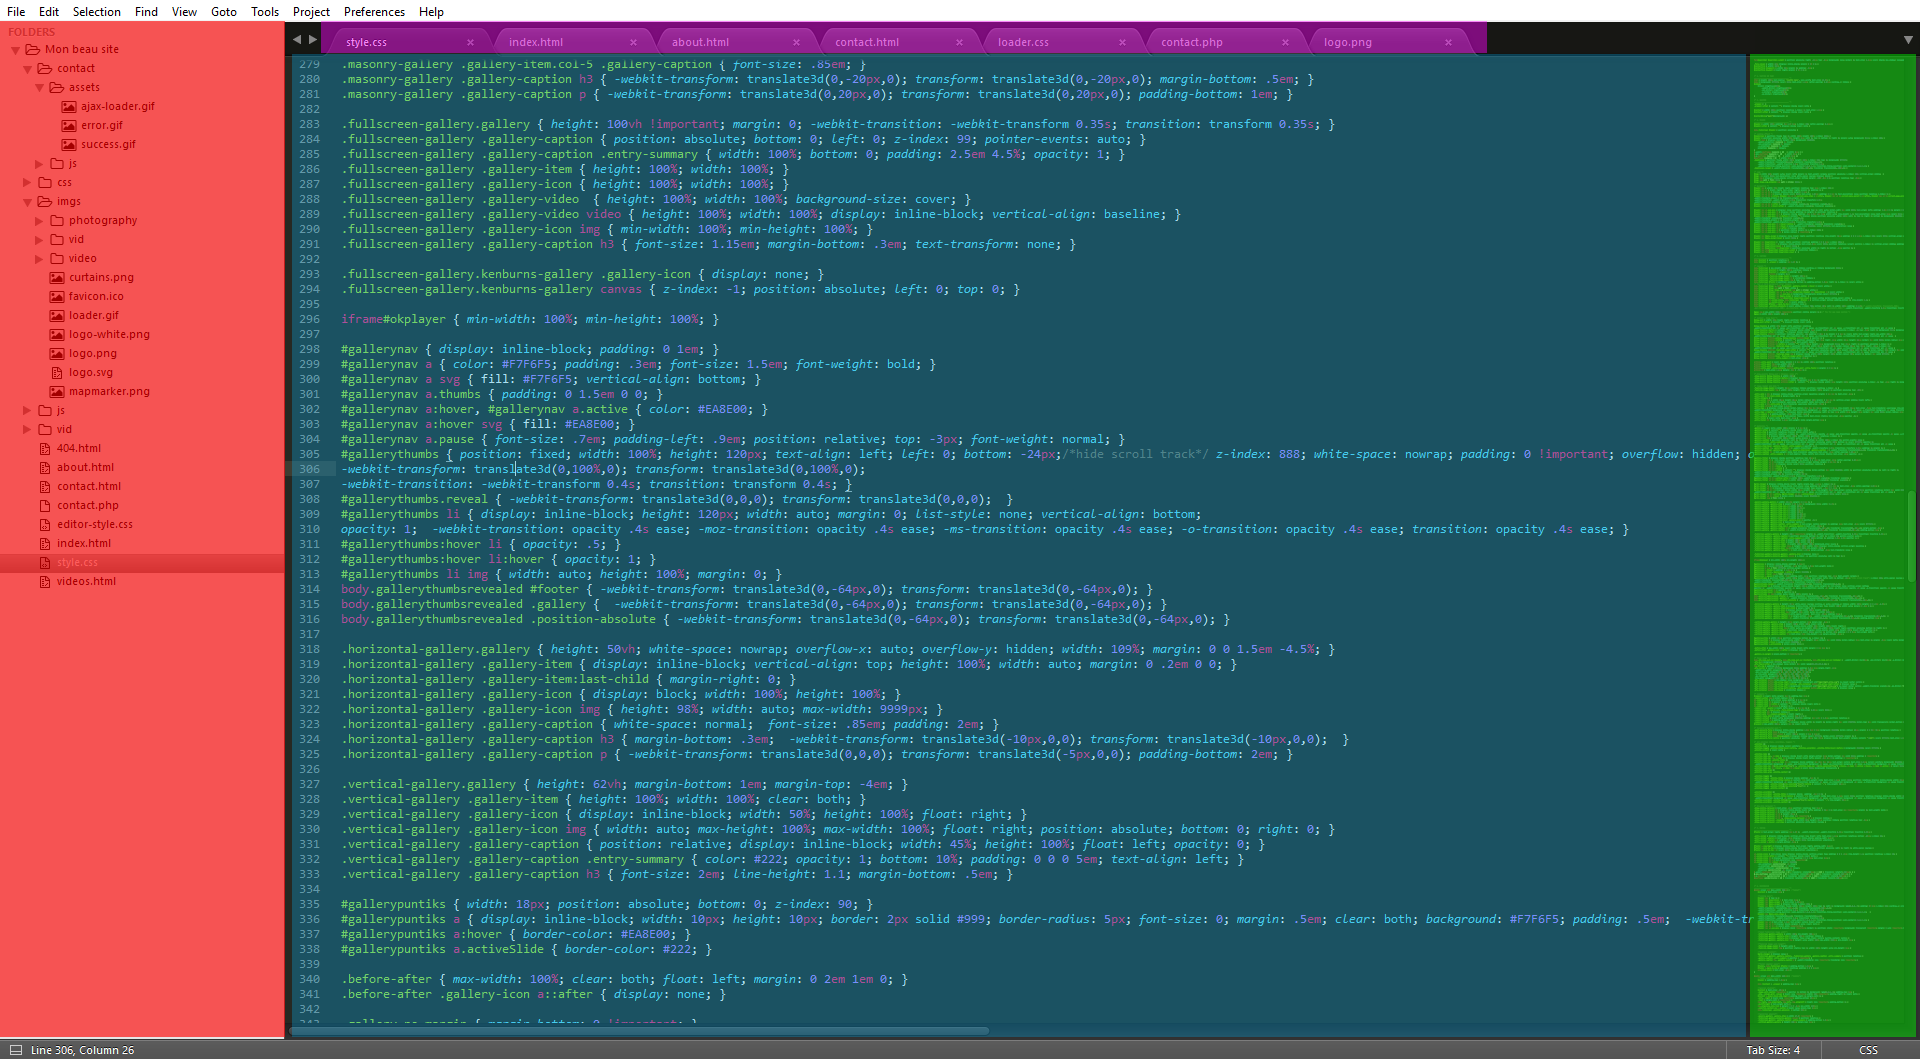 File Edit Selection Find View Goto Tools Project Preferences Help
FOLDERS
Mon beau site
contact
assets
ajax-loader.gif
error.gif
success.gif
js
css
imgs
photography
vid
video
curtains.png
favicon.ico
loader.gif
logo-white.png
logo.png
logo.svg
mapmarker.png
js
vid
404.html
about.html
contact.html
contact.php
editor-style.css
index.html
style.css
videos.html
style.css × index.html × about.html × contact.html × loader.css × contact.php × logo.png ×
279 .masonry-gallery .gallery-item.col-5 .gallery-caption { font-size: .85em; }
280 .masonry-gallery .gallery-caption h3 { -webkit-transform: translate3d(0,-20px,0); transform: translate3d(0,-20px,0); margin-bottom: .5em; }
281 .masonry-gallery .gallery-caption p { -webkit-transform: translate3d(0,20px,0); transform: translate3d(0,20px,0); padding-bottom: 1em; }
282
283 .fullscreen-gallery.gallery { height: 100vh !important; margin: 0; -webkit-transition: -webkit-transform 0.35s; transition: transform 0.35s; }
284 .fullscreen-gallery .gallery-caption { position: absolute; bottom: 0; left: 0; z-index: 99; pointer-events: auto; }
285 .fullscreen-gallery .gallery-caption .entry-summary { width: 100%; bottom: 0; padding: 2.5em 4.5%; opacity: 1; }
286 .fullscreen-gallery .gallery-item { height: 100%; width: 100%; }
287 .fullscreen-gallery .gallery-icon { height: 100%; width: 100%; }
288 .fullscreen-gallery .gallery-video  { height: 100%; width: 100%; background-size: cover; }
289 .fullscreen-gallery .gallery-video video { height: 100%; width: 100%; display: inline-block; vertical-align: baseline; }
290 .fullscreen-gallery .gallery-icon img { min-width: 100%; min-height: 100%; }
291 .fullscreen-gallery .gallery-caption h3 { font-size: 1.15em; margin-bottom: .3em; text-transform: none; }
292
293 .fullscreen-gallery.kenburns-gallery .gallery-icon { display: none; }
294 .fullscreen-gallery.kenburns-gallery canvas { z-index: -1; position: absolute; left: 0; top: 0; }
295
296 iframe#okplayer { min-width: 100%; min-height: 100%; }
297
298 #gallerynav { display: inline-block; padding: 0 1em; }
299 #gallerynav a { color: #F7F6F5; padding: .3em; font-size: 1.5em; font-weight: bold; }
300 #gallerynav a svg { fill: #F7F6F5; vertical-align: bottom; }
301 #gallerynav a.thumbs { padding: 0 1.5em 0 0; }
302 #gallerynav a:hover, #gallerynav a.active { color: #EA8E00; }
303 #gallerynav a:hover svg { fill: #EA8E00; }
304 #gallerynav a.pause { font-size: .7em; padding-left: .9em; position: relative; top: -3px; font-weight: normal; }
305 #gallerythumbs { position: fixed; width: 100%; height: 120px; text-align: left; left: 0; bottom: -24px;/*hide scroll track*/ z-index: 888; white-space: nowrap; padding: 0 !important; overflow: hidden;
306 -webkit-transform: translate3d(0,100%,0); transform: translate3d(0,100%,0);
307 -webkit-transition: -webkit-transform 0.4s; transition: transform 0.4s; }
308 #gallerythumbs.reveal { -webkit-transform: translate3d(0,0,0); transform: translate3d(0,0,0);  }
309 #gallerythumbs li { display: inline-block; height: 120px; width: auto; margin: 0; list-style: none; vertical-align: bottom;
310 opacity: 1;  -webkit-transition: opacity .4s ease; -moz-transition: opacity .4s ease; -ms-transition: opacity .4s ease; -o-transition: opacity .4s ease; transition: opacity .4s ease; }
311 #gallerythumbs:hover li { opacity: .5; }
312 #gallerythumbs:hover li:hover { opacity: 1; }
313 #gallerythumbs li img { width: auto; height: 100%; margin: 0; }
314 body.gallerythumbsrevealed #footer { -webkit-transform: translate3d(0,-64px,0); transform: translate3d(0,-64px,0); }
315 body.gallerythumbsrevealed .gallery {  -webkit-transform: translate3d(0,-64px,0); transform: translate3d(0,-64px,0); }
316 body.gallerythumbsrevealed .position-absolute { -webkit-transform: translate3d(0,-64px,0); transform: translate3d(0,-64px,0); }
317
318 .horizontal-gallery.gallery { height: 50vh; white-space: nowrap; overflow-x: auto; overflow-y: hidden; width: 109%; margin: 0 0 1.5em -4.5%; }
319 .horizontal-gallery .gallery-item { display: inline-block; vertical-align: top; height: 100%; width: auto; margin: 0 .2em 0 0; }
320 .horizontal-gallery .gallery-item:last-child { margin-right: 0; }
321 .horizontal-gallery .gallery-icon { display: block; width: 100%; height: 100%; }
322 .horizontal-gallery .gallery-icon img { height: 98%; width: auto; max-width: 9999px; }
323 .horizontal-gallery .gallery-caption { white-space: normal;  font-size: .85em; padding: 2em; }
324 .horizontal-gallery .gallery-caption h3 { margin-bottom: .3em;  -webkit-transform: translate3d(-10px,0,0); transform: translate3d(-10px,0,0);  }
325 .horizontal-gallery .gallery-caption p { -webkit-transform: translate3d(0,0,0); transform: translate3d(-5px,0,0); padding-bottom: 2em; }
326
327 .vertical-gallery.gallery { height: 62vh; margin-bottom: 1em; margin-top: -4em; }
328 .vertical-gallery .gallery-item { height: 100%; width: 100%; clear: both; }
329 .vertical-gallery .gallery-icon { display: inline-block; width: 50%; height: 100%; float: right; }
330 .vertical-gallery .gallery-icon img { width: auto; max-height: 100%; max-width: 100%; float: right; position: absolute; bottom: 0; right: 0; }
331 .vertical-gallery .gallery-caption { position: relative; display: inline-block; width: 45%; height: 100%; float: left; opacity: 0; }
332 .vertical-gallery .gallery-caption .entry-summary { color: #222; opacity: 1; bottom: 10%; padding: 0 0 0 5em; text-align: left; }
333 .vertical-gallery .gallery-caption h3 { font-size: 2em; line-height: 1.1; margin-bottom: .5em; }
334
335 #gallerypuntiks { width: 18px; position: absolute; bottom: 0; z-index: 90; }
336 #gallerypuntiks a { display: inline-block; width: 10px; height: 10px; border: 2px solid #999; border-radius: 5px; font-size: 0; margin: .5em; clear: both; background: #F7F6F5; padding: .5em;  -webkit-tr
337 #gallerypuntiks a:hover { border-color: #EA8E00; }
338 #gallerypuntiks a.activeSlide { border-color: #222; }
339
340 .before-after { max-width: 100%; clear: both; float: left; margin: 0 2em 1em 0; }
341 .before-after .gallery-icon a::after { display: none; }
342
Line 306, Column 26 Tab Size: 4 CSS